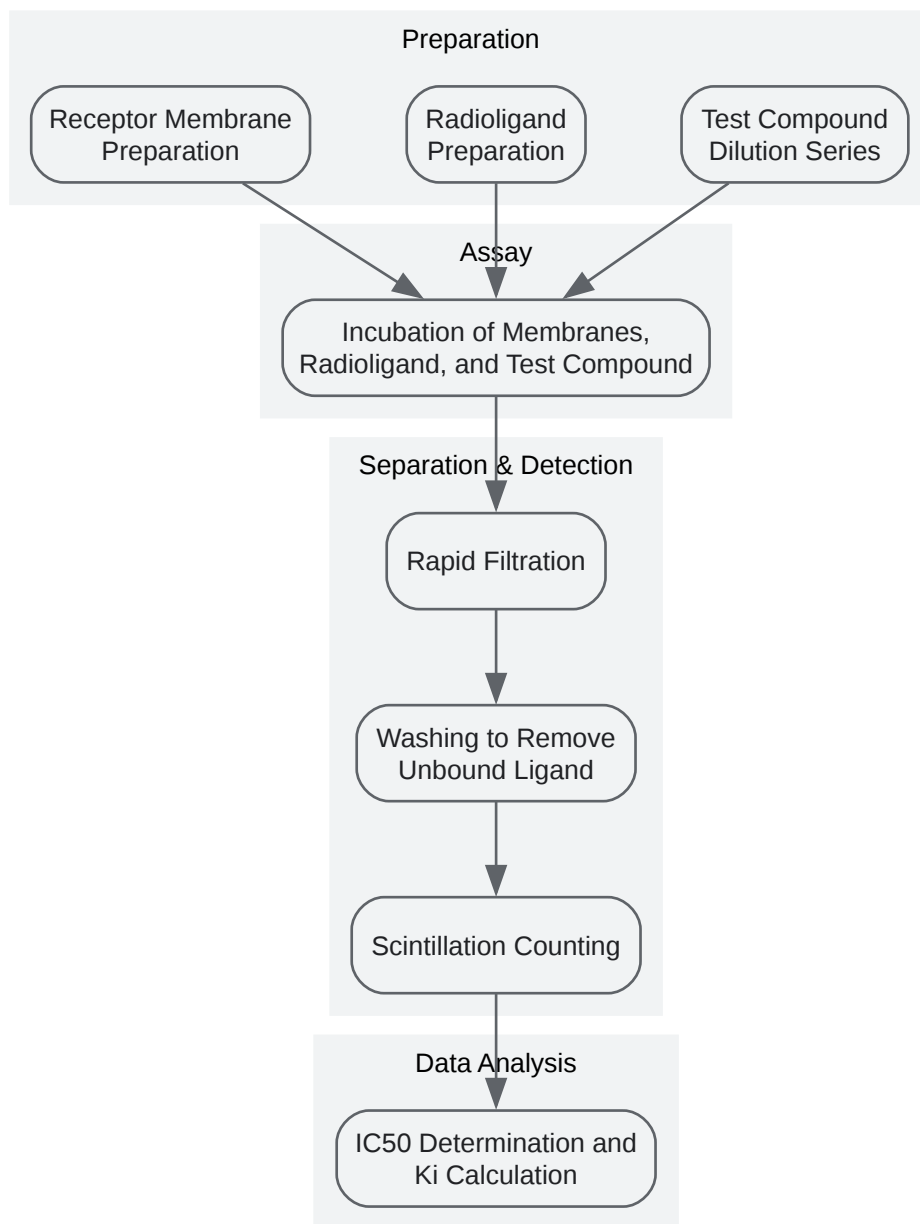 Preparation
Receptor Membrane
Preparation
Radioligand
Preparation
Test Compound
Dilution Series
Assay
Incubation of Membranes,
Radioligand, and Test Compound
Separation & Detection
Rapid Filtration
Washing to Remove
Unbound Ligand
Scintillation Counting
Data Analysis
IC50 Determination and
Ki Calculation